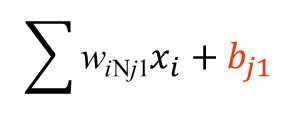 ∑ w_{iNj1}x_i + b_{j1}